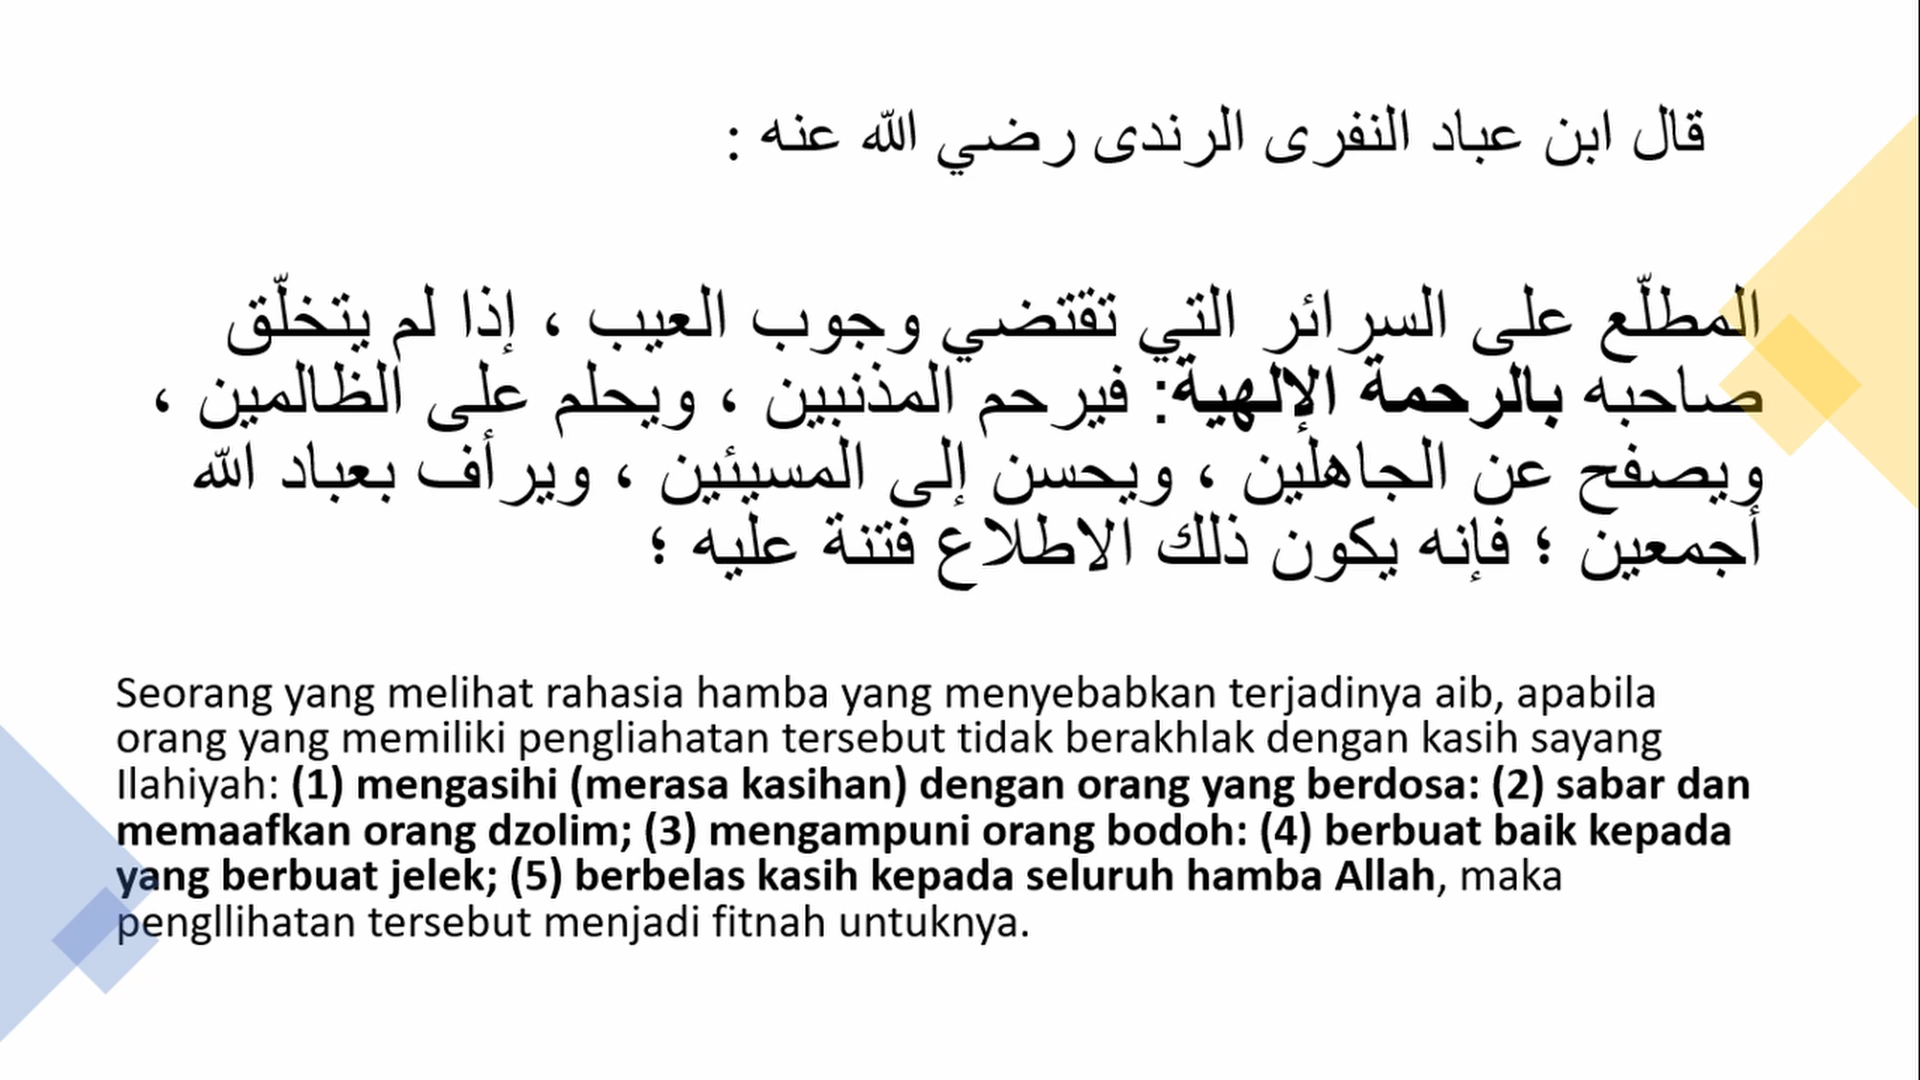 قال ابن عباد النفرى الرندى رضي الله عنه :
المطلّع على السرائر التي تقتضي وجوب العيب ، إذا لم يتخلّق
صاحبه بالرحمة الإلهية: فيرحم المذنبين ، ويحلم على الظالمين ،
ويصفح عن الجاهلين ، ويحسن إلى المسيئين ، ويرأف بعباد الله
أجمعين ؛ فإنه يكون ذلك الاطلاع فتنة عليه ؛
Seorang yang melihat rahasia hamba yang menyebabkan terjadinya aib, apabila
orang yang memiliki pengliahatan tersebut tidak berakhlak dengan kasih sayang
Ilahiyah: (1) mengasihi (merasa kasihan) dengan orang yang berdosa: (2) sabar dan
memaafkan orang dzolim; (3) mengampuni orang bodoh: (4) berbuat baik kepada
yang berbuat jelek; (5) berbelas kasih kepada seluruh hamba Allah, maka
pengllihatan tersebut menjadi fitnah untuknya.